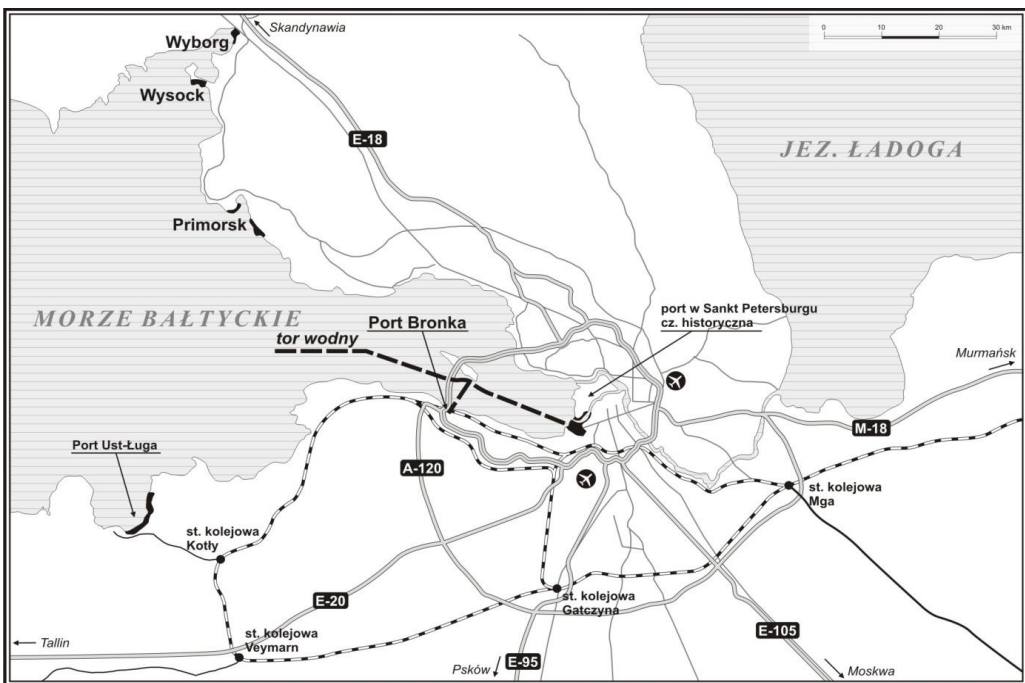 Skandynawia
Wyborg
0 10 20 30 km
Wysock
E-18
JEZ. ŁADOGA
Primorsk
port w Sankt Petersburgu
cz. historyczna
MORZE BAŁTYCKIE
Port Bronka
tor wodny
Murmańsk
M-18
Port Ust-Ługa
A-120
st. kolejowa
Mga
st. kolejowa
Kotły
E-20
st. kolejowa
Gatczyna
E-105
st. kolejowa
Veymarn
Tallin
Psków
E-95
Moskwa